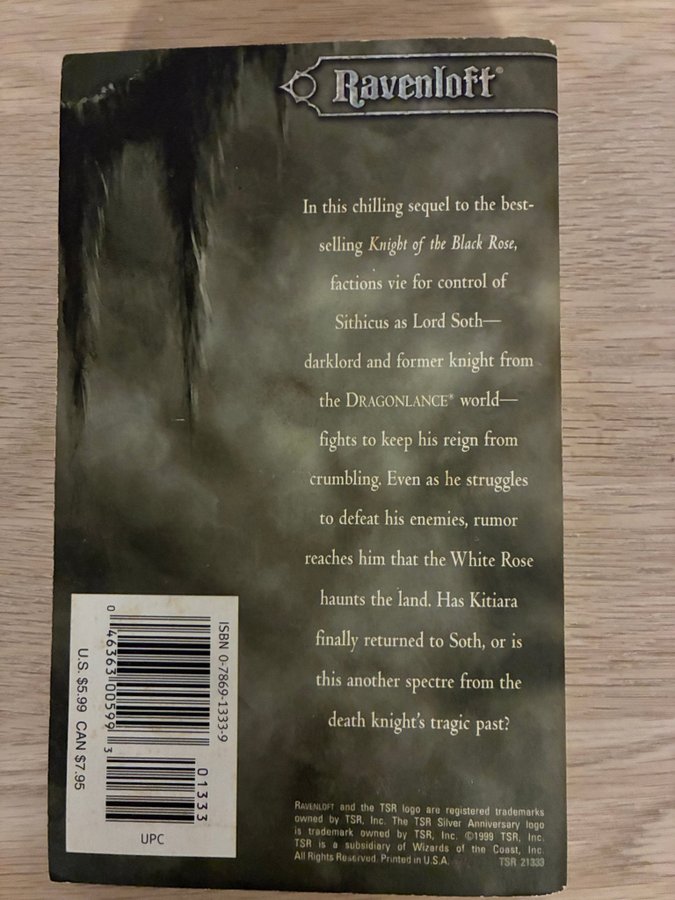 Ravenloft®
In this chilling sequel to the best-
selling Knight of the Black Rose,
factions vie for control of
Sithicus as Lord Soth—
darklord and former knight from
the DRAGONLANCE® world—
fights to keep his reign from
crumbling. Even as he struggles
to defeat his enemies, rumor
reaches him that the White Rose
haunts the land. Has Kitiara
finally returned to Soth, or is
this another spectre from the
death knight's tragic past?
ISBN 0-7869-1333-9
0 46363 00599 3
01333
U.S. $5.99 CAN $7.95
UPC
RAVENLOFT and the TSR logo are registered trademarks
owned by TSR, Inc. The TSR Silver Anniversary logo
is trademark owned by TSR, Inc. ©1999 TSR, Inc.
TSR is a subsidiary of Wizards of the Coast, Inc.
All Rights Reserved. Printed in U.S.A. TSR 21333